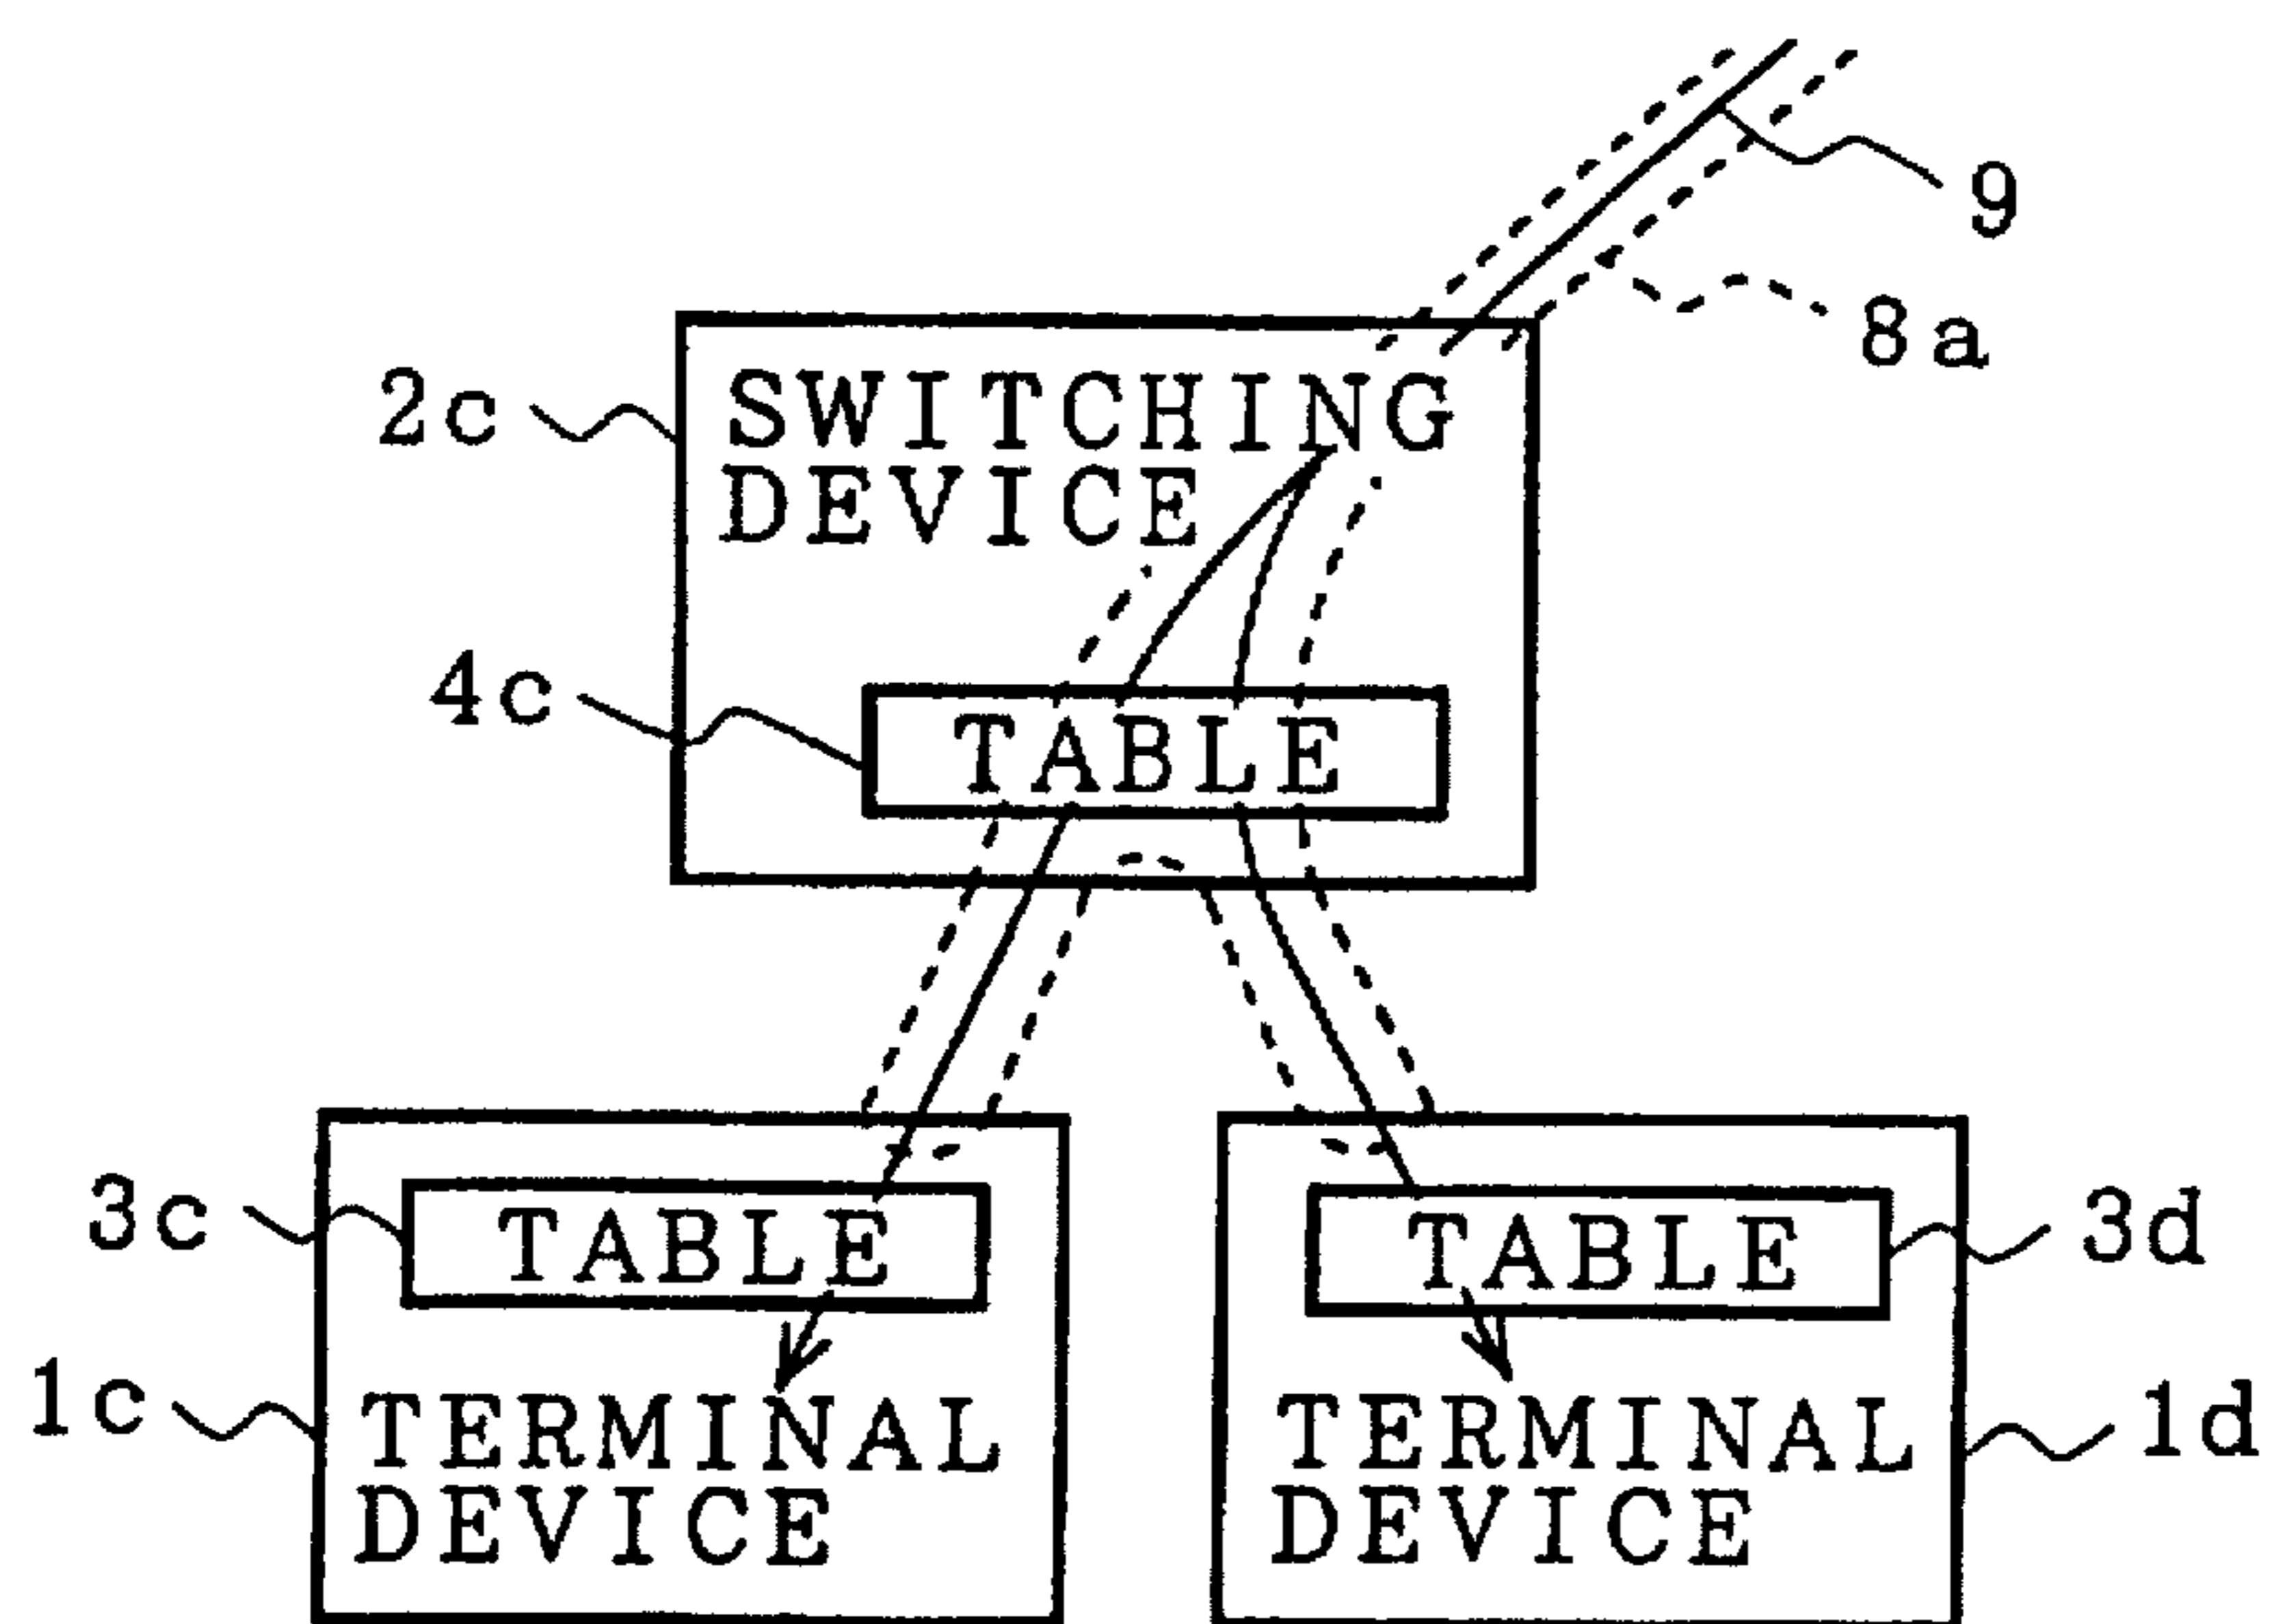 9
8a
2c
SWITCHING
DEVICE
4c
TABLE
3c
TABLE
TABLE
3d
1c
TERMINAL
DEVICE
TERMINAL
DEVICE
1d